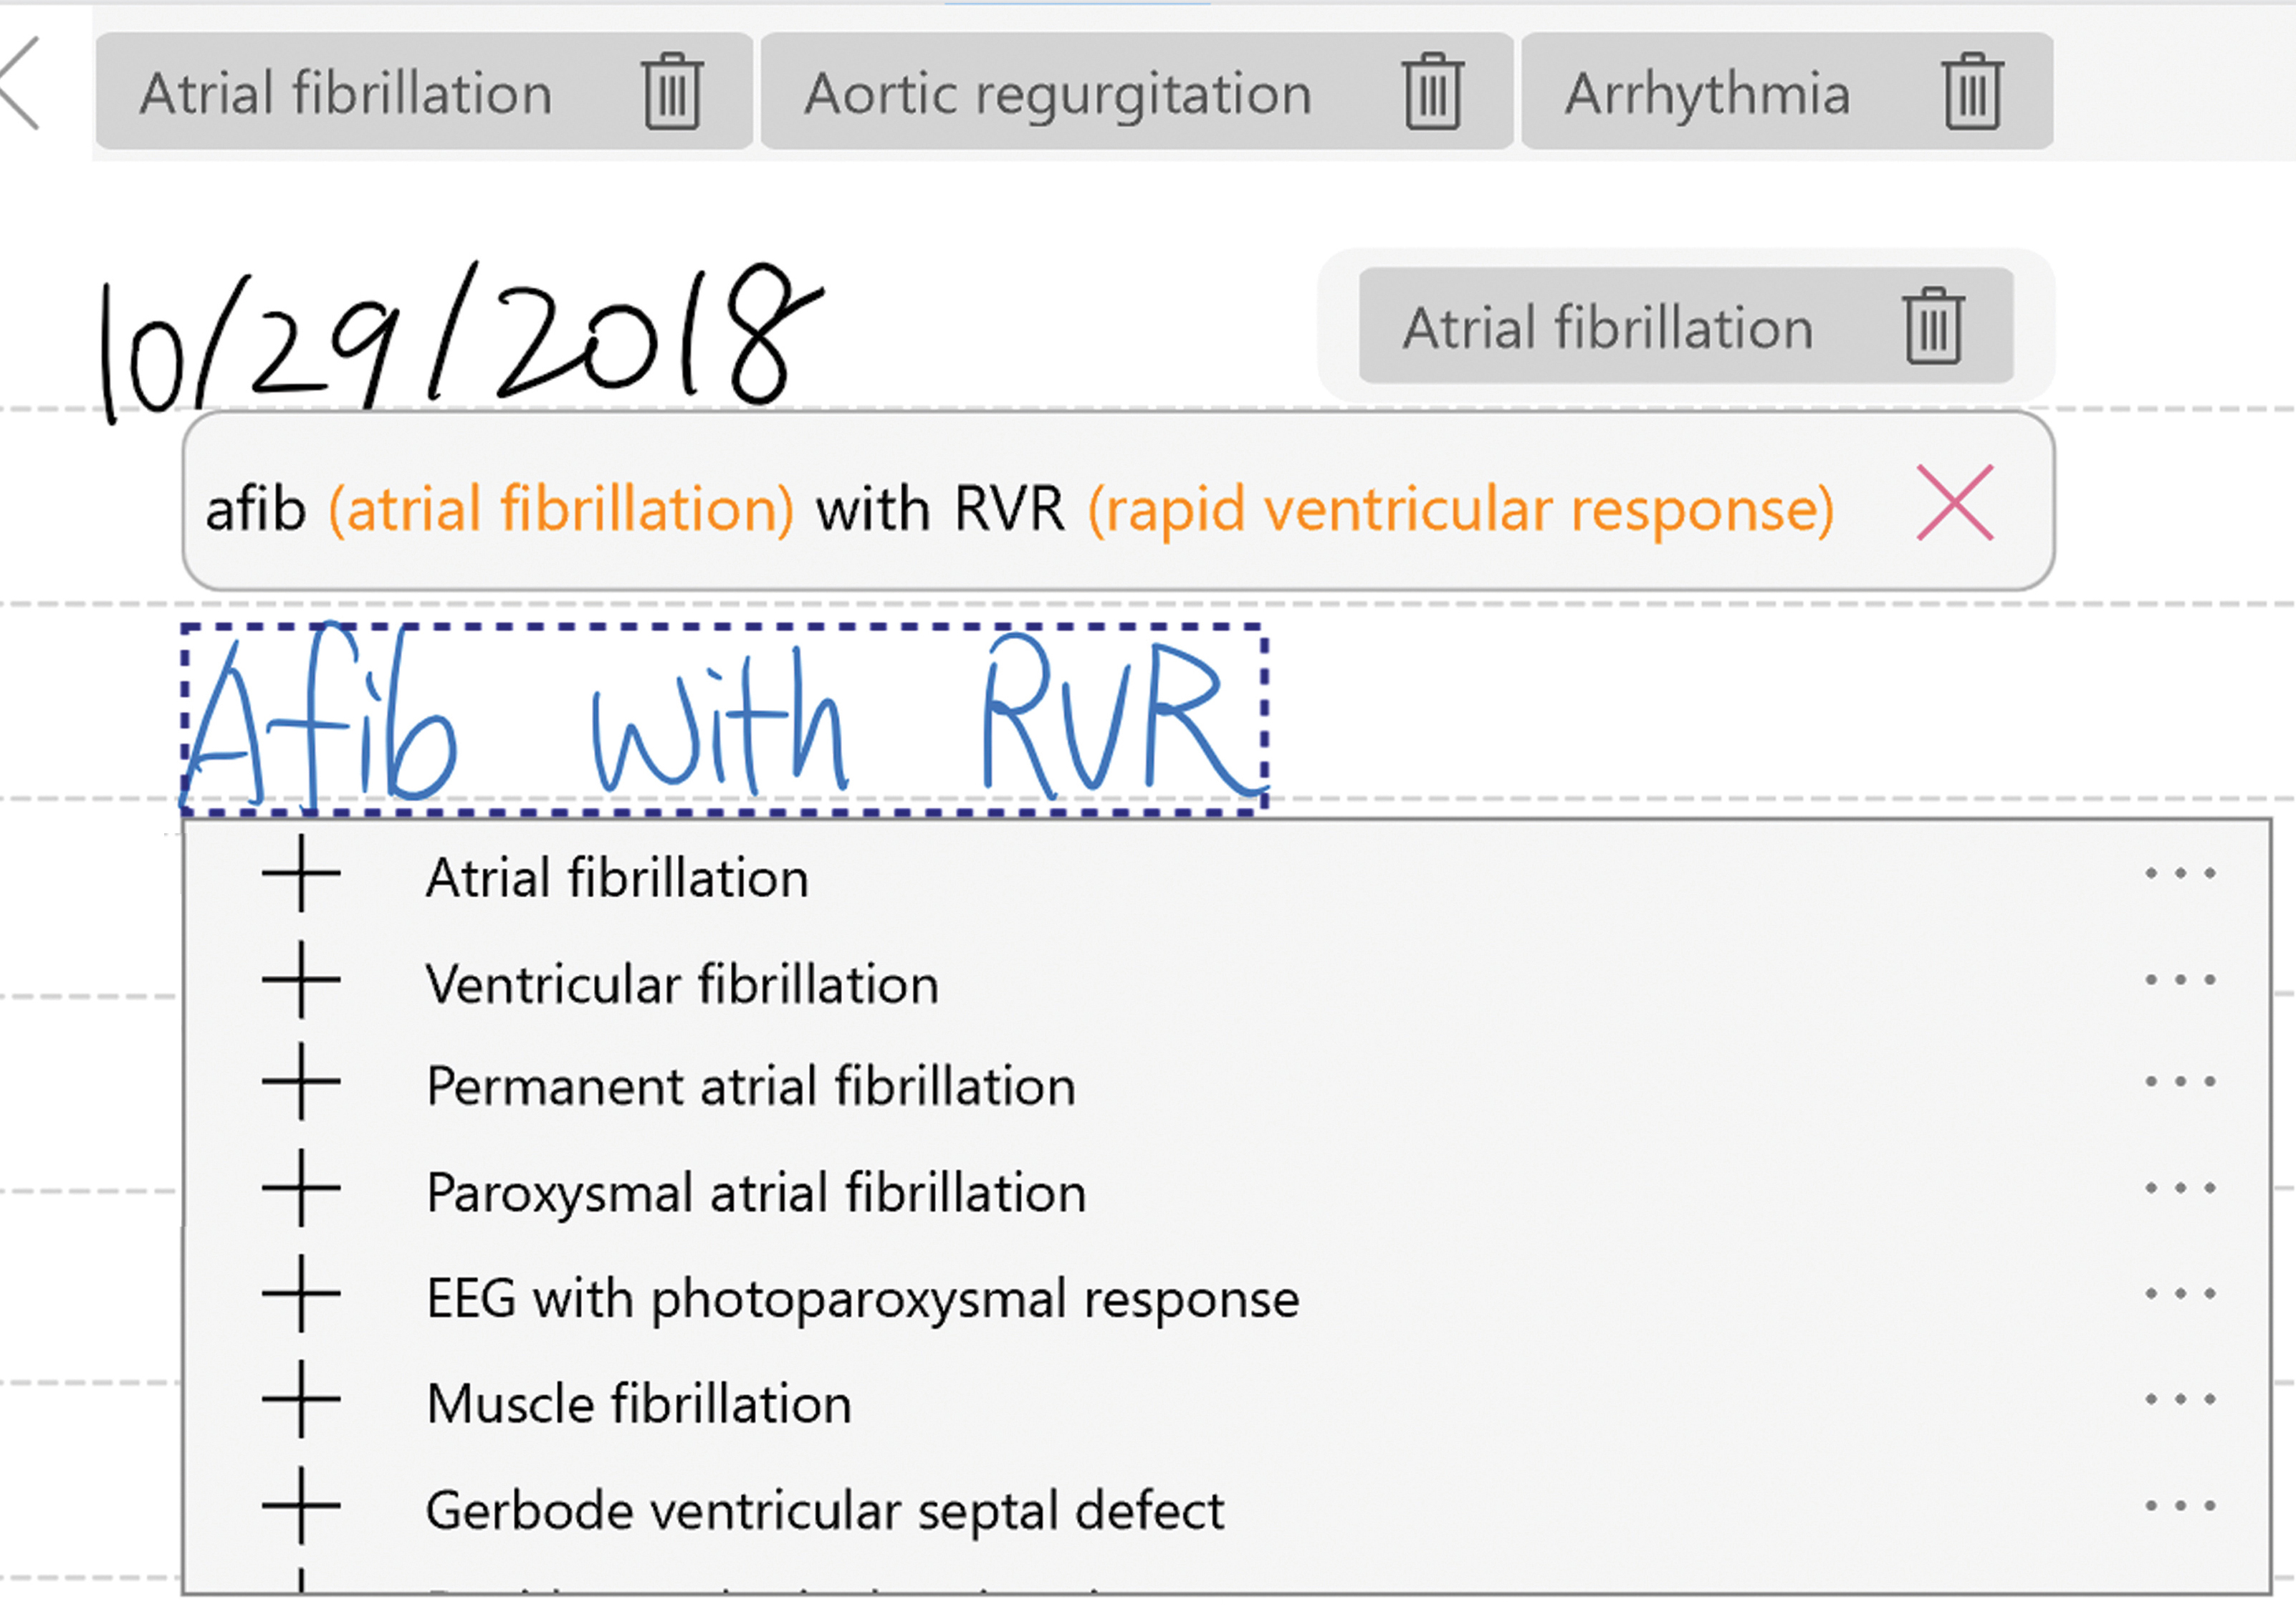 Atrial fibrillation Aortic regurgitation Arrhythmia
10/29/2018 Atrial fibrillation
afib (atrial fibrillation) with RVR (rapid ventricular response)
Afib with RVR
Atrial fibrillation
Ventricular fibrillation
Permanent atrial fibrillation
Paroxysmal atrial fibrillation
EEG with photoparoxysmal response
Muscle fibrillation
Gerbode ventricular septal defect